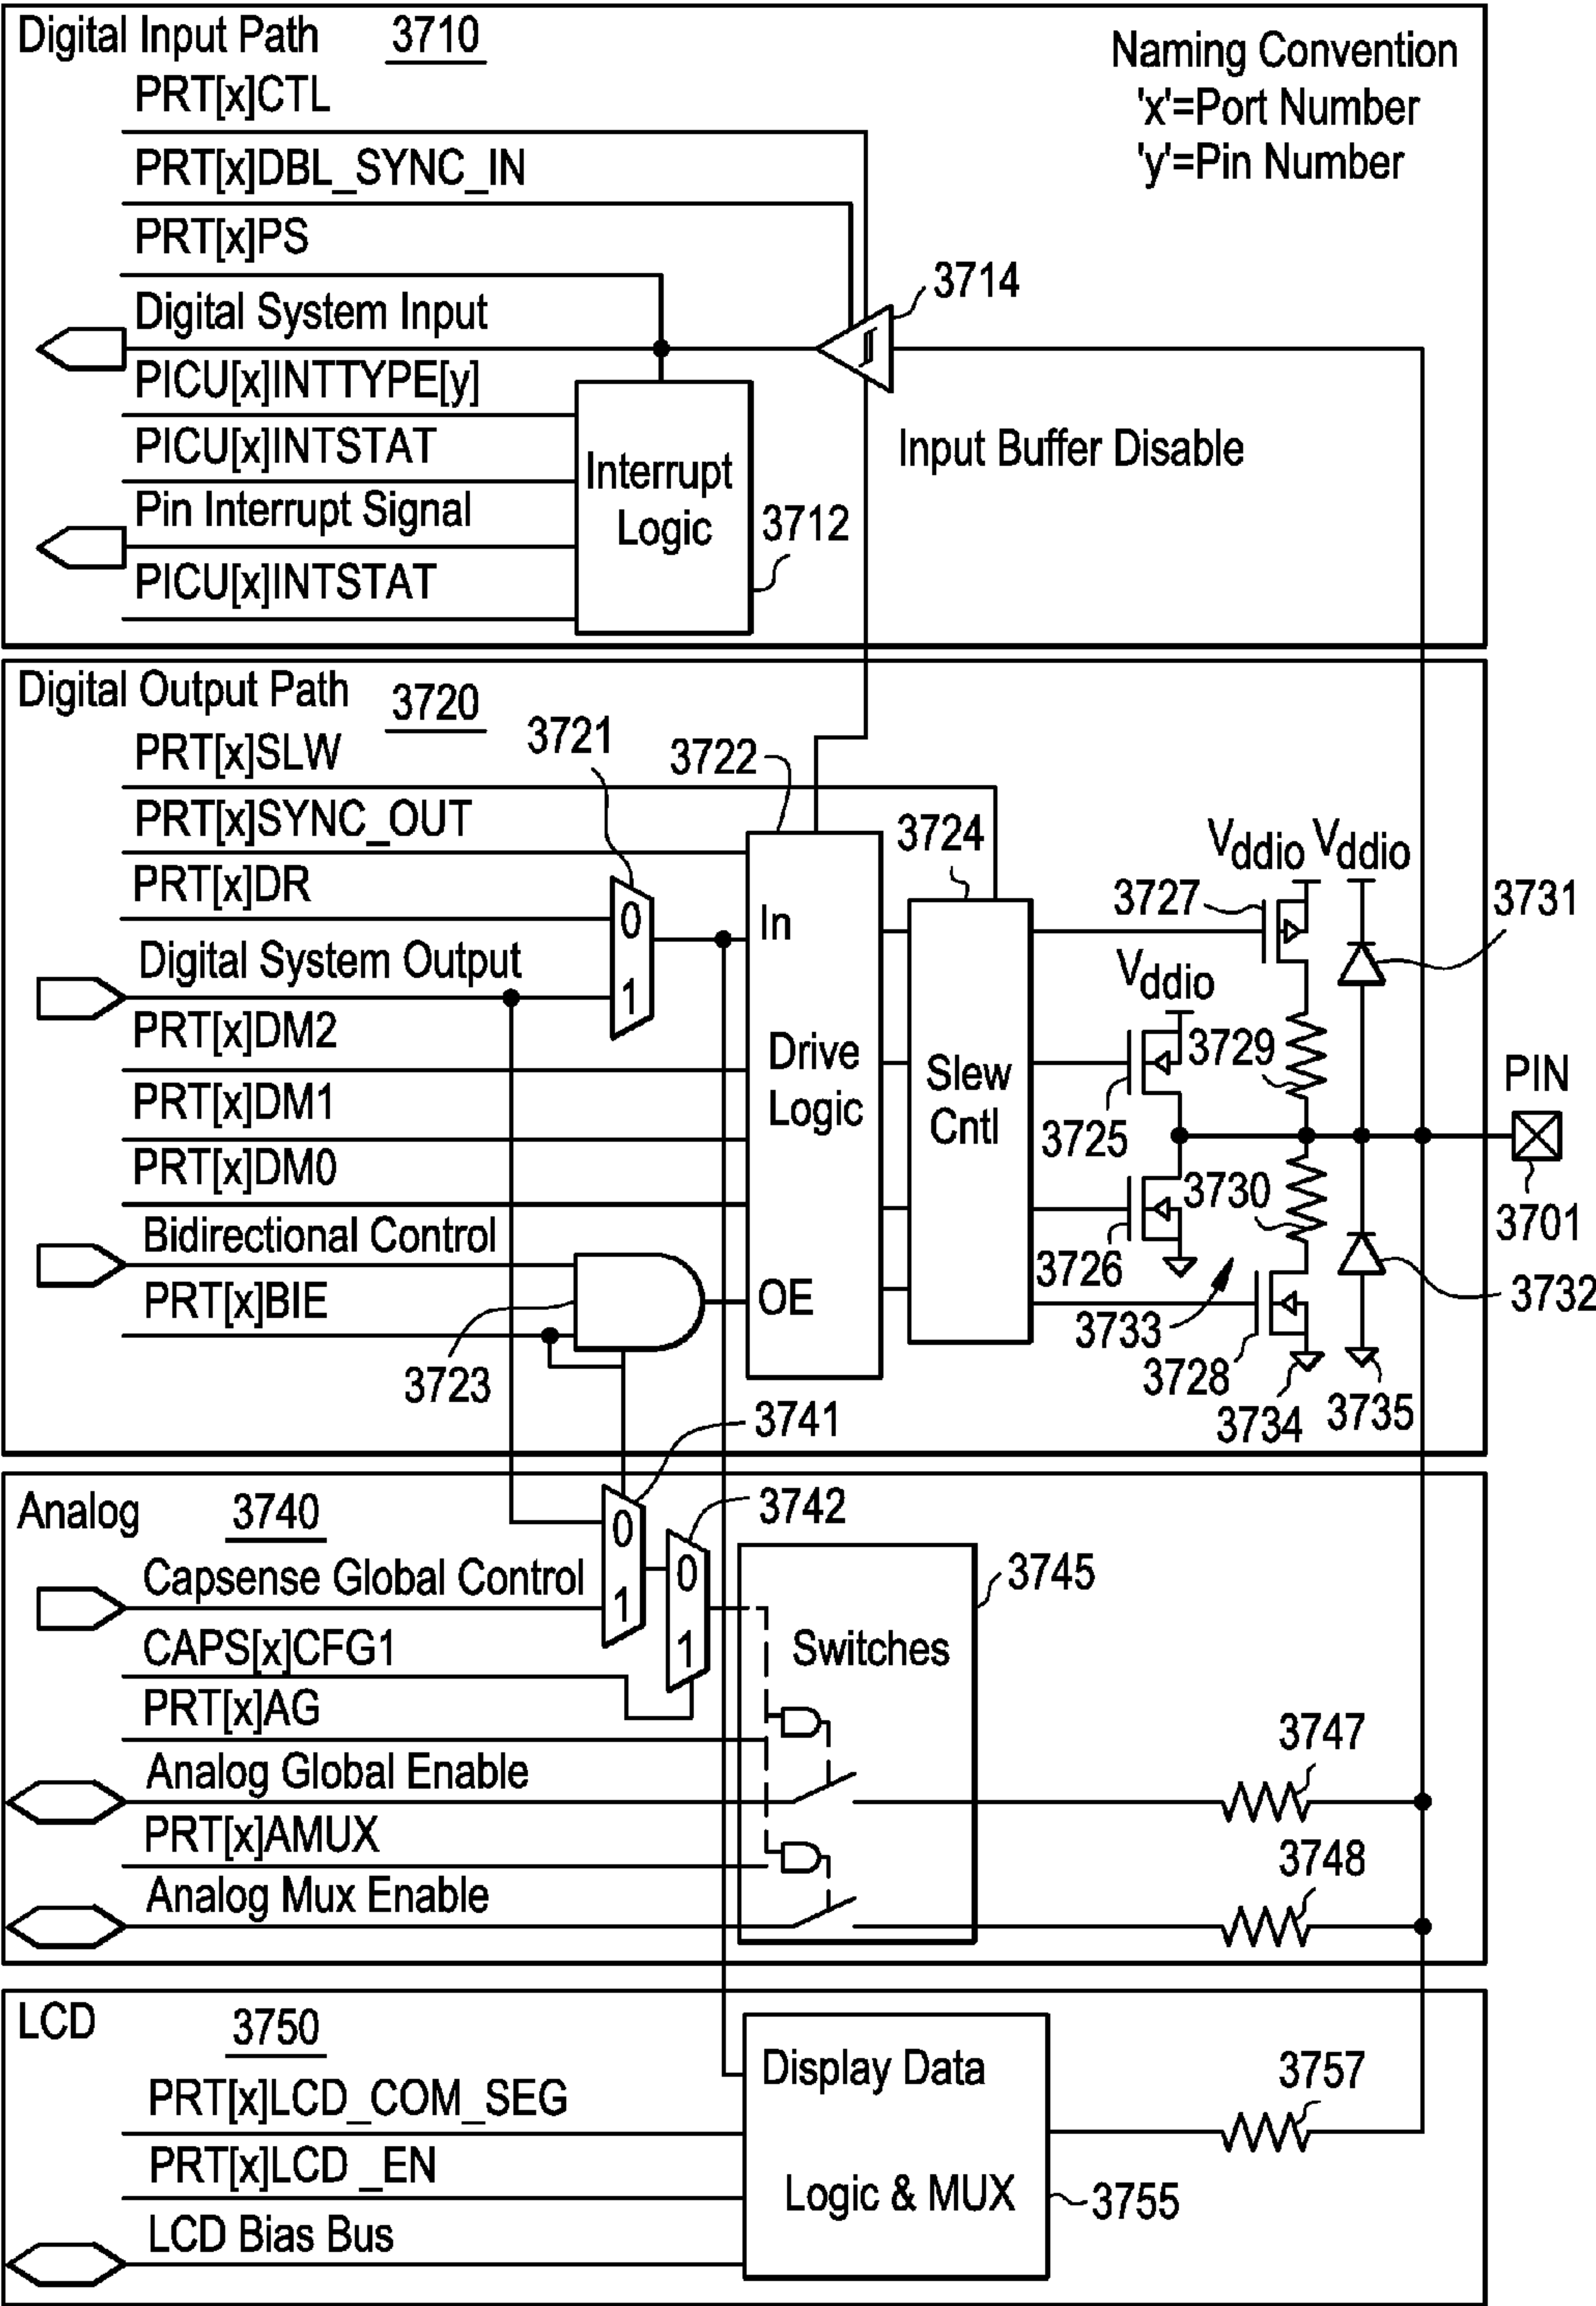 Digital Input Path 3710
Naming Convention
'x'=Port Number
'y'=Pin Number
PRT[x]CTL
PRT[x]DBL_SYNC_IN
PRT[x]PS
3714
Digital System Input
PICU[x]INTTYPE[y]
PICU[x]INTSTAT
Input Buffer Disable
Interrupt
Logic
Pin Interrupt Signal
3712
PICU[x]INTSTAT
Digital Output Path 3720
3721
3722
PRT[x]SLW
PRT[x]SYNC_OUT
3724
Vddio Vddio
PRT[x]DR
3727
3731
0
In
Digital System Output
1
Vddio
PRT[x]DM2
Drive
Logic
Slew
Cntl
3729
PIN
PRT[x]DM1
3725
PRT[x]DM0
3730
3701
Bidirectional Control
3726
PRT[x]BIE
OE
3732
3733
3723
3728
3734
3735
3741
Analog 3740
3742
0
0
Capsense Global Control
3745
1
CAPS[x]CFG1
1
Switches
PRT[x]AG
3747
Analog Global Enable
PRT[x]AMUX
3748
Analog Mux Enable
LCD 3750
Display Data
PRT[x]LCD_COM_SEG
3757
PRT[x]LCD _EN
Logic & MUX
3755
LCD Bias Bus